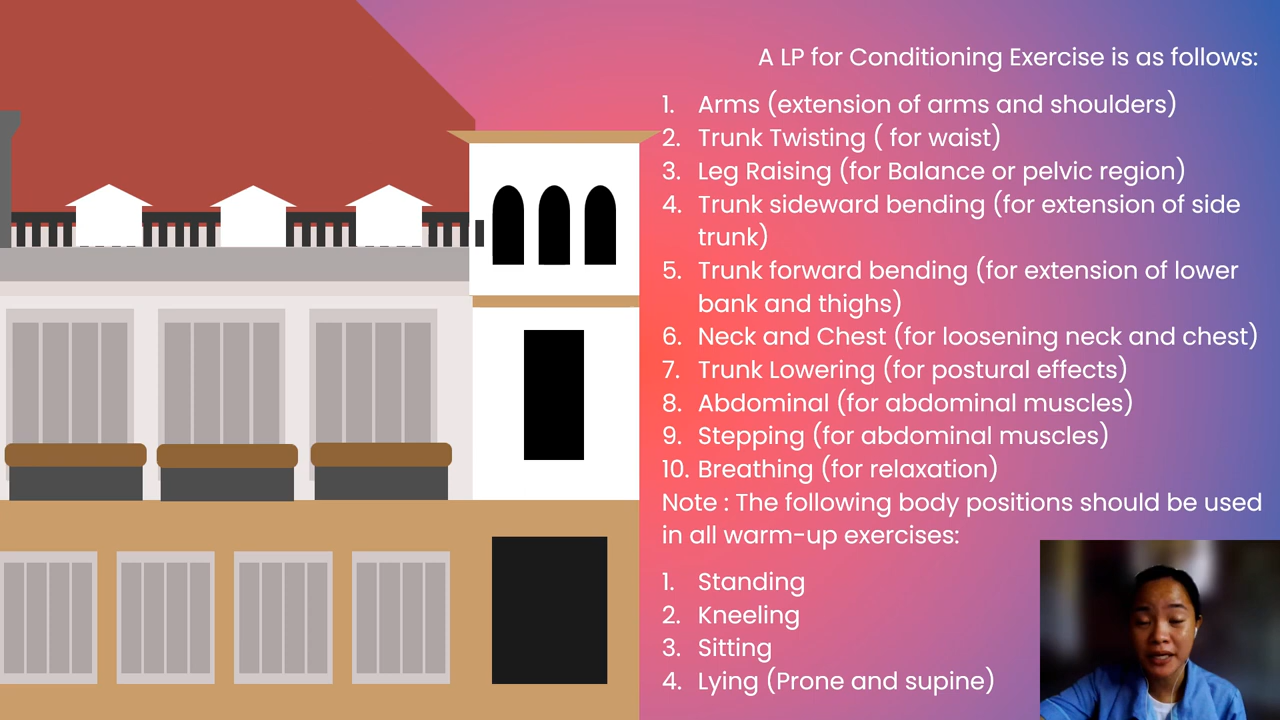 A LP for Conditioning Exercise is as follows:
1. Arms (extension of arms and shoulders)
2. Trunk Twisting ( for waist)
3. Leg Raising (for Balance or pelvic region)
4. Trunk sideward bending (for extension of side
trunk)
5. Trunk forward bending (for extension of lower
bank and thighs)
6. Neck and Chest (for loosening neck and chest)
7. Trunk Lowering (for postural effects)
8. Abdominal (for abdominal muscles)
9. Stepping (for abdominal muscles)
10. Breathing (for relaxation)
Note : The following body positions should be used
in all warm-up exercises:
1. Standing
2. Kneeling
3. Sitting
4. Lying (Prone and supine)